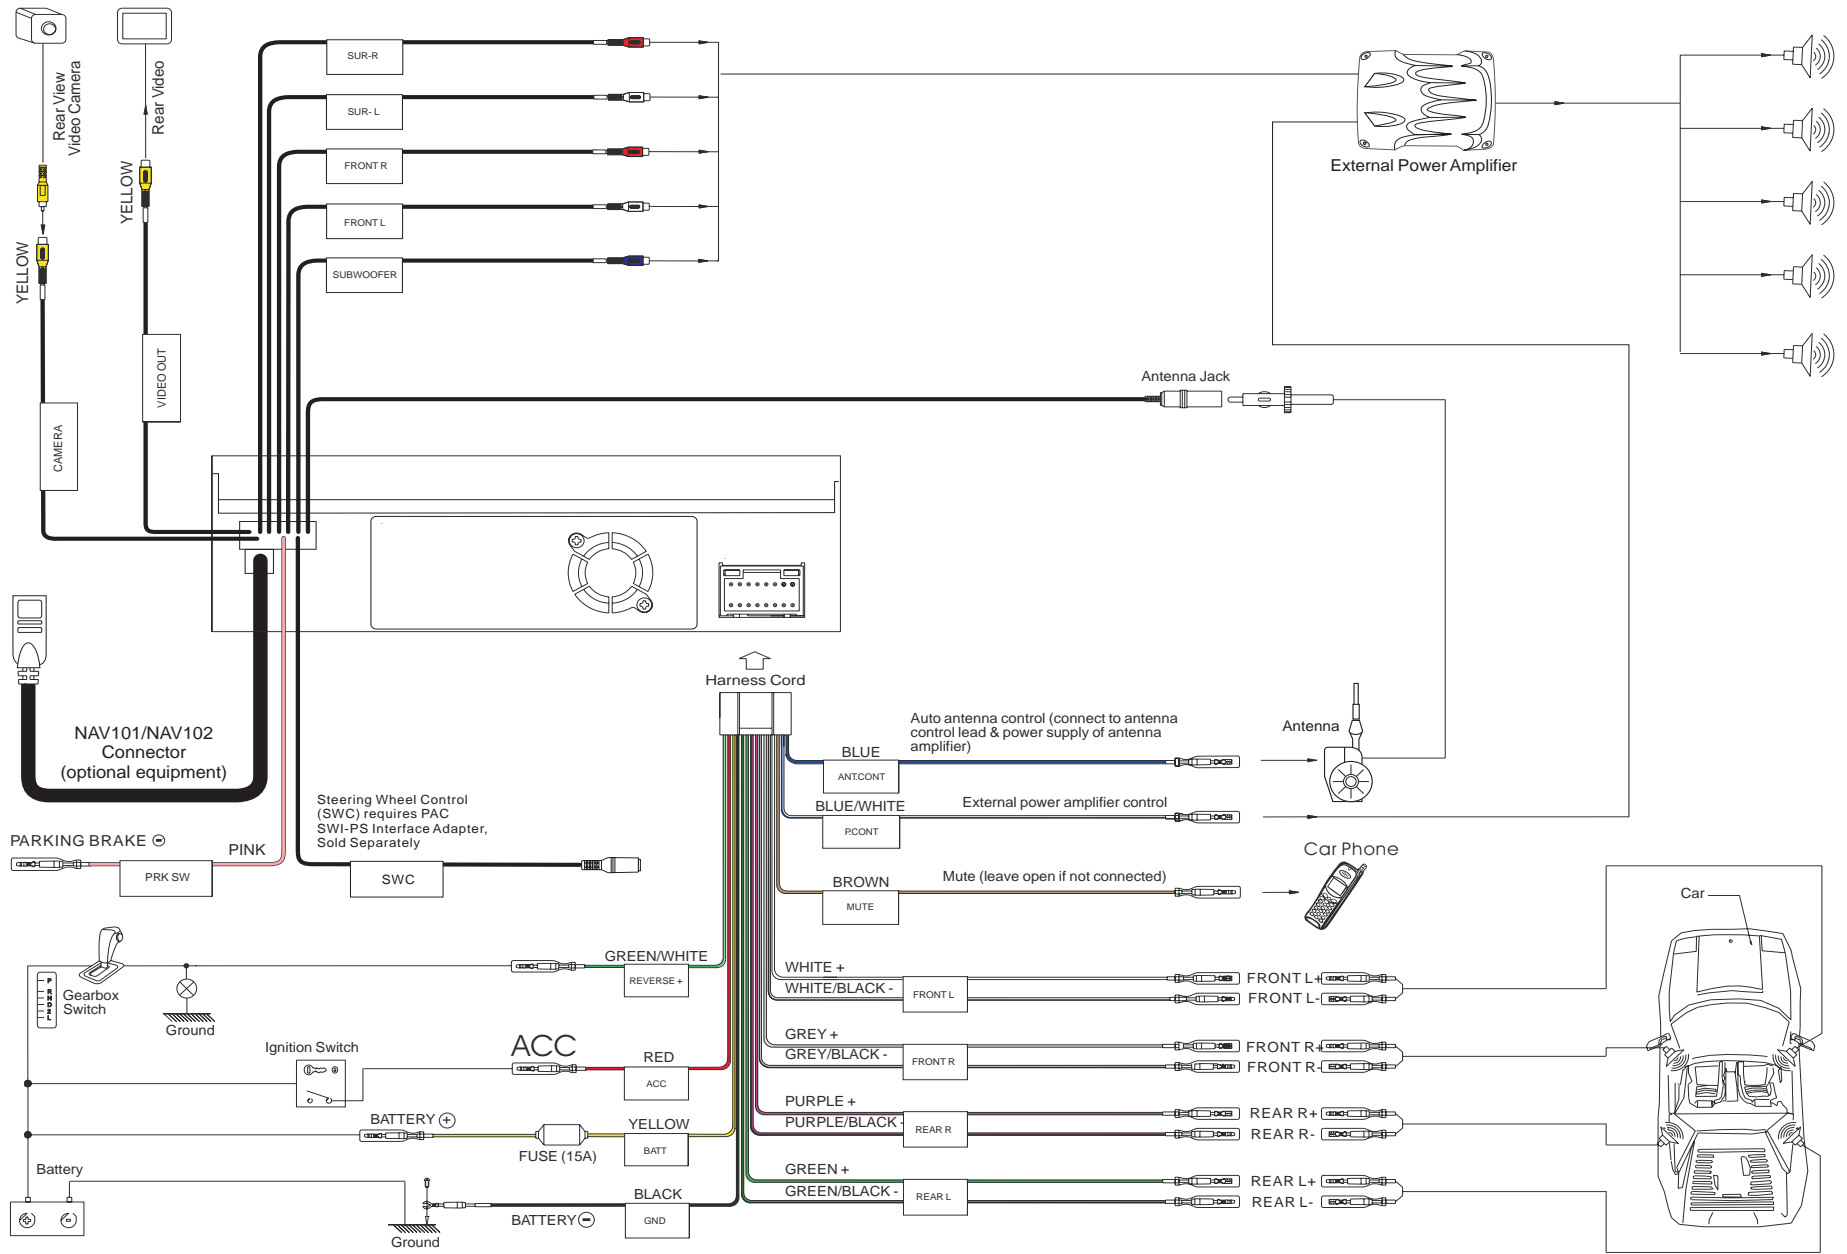 Rear View
Video Camera
Rear Video
YELLOW
YELLOW
CAMERA
VIDEO OUT
SUR-R
SUR- L
FRONT R
FRONT L
SUBWOOFER
External Power Amplifier
Antenna Jack
NAV101/NAV102
Connector
(optional equipment)
Harness Cord
Steering Wheel Control
(SWC) requires PAC
SWI-PS Interface Adapter,
Sold Separately
PARKING BRAKE ⊖
PINK
PRK SW
SWC
Auto antenna control (connect to antenna
control lead & power supply of antenna
amplifier)
BLUE
ANT.CONT
Antenna
BLUE/WHITE
External power amplifier control
P.CONT
Car Phone
BROWN
Mute (leave open if not connected)
MUTE
Car
GREEN/WHITE
REVERSE +
P
R
N
D
2
L
Gearbox
Switch
Ground
Ignition Switch
ACC
RED
ACC
BATTERY ⊕
FUSE (15A)
YELLOW
BATT
Battery
BLACK
GND
BATTERY ⊖
Ground
WHITE +
WHITE/BLACK -
FRONT L
FRONT L+
FRONT L-
GREY +
GREY/BLACK -
FRONT R
FRONT R+
FRONT R-
PURPLE +
PURPLE/BLACK -
REAR R
REAR R+
REAR R-
GREEN +
GREEN/BLACK -
REAR L
REAR L+
REAR L-